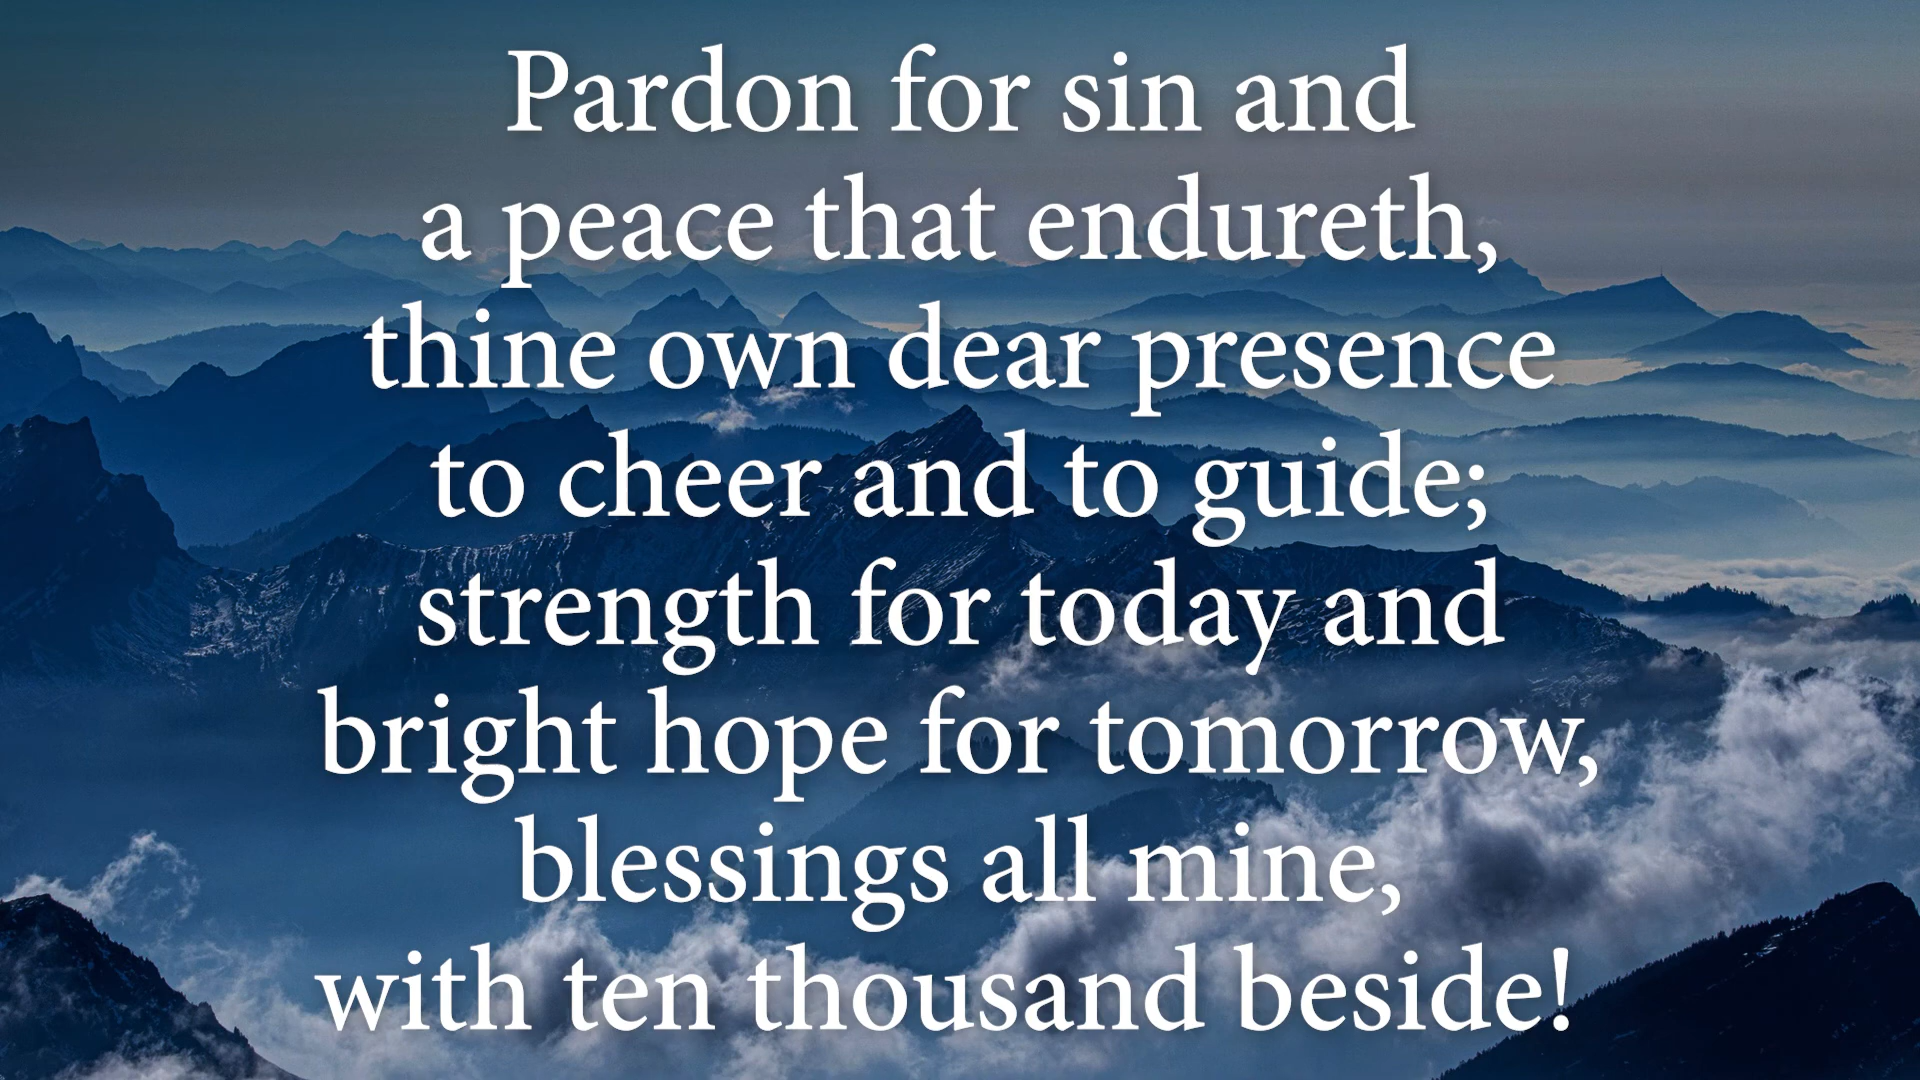 Pardon for sin and
a peace that endureth,
thine own dear presence
to cheer and to guide;
strength for today and
bright hope for tomorrow,
blessings all mine,
with ten thousand beside!